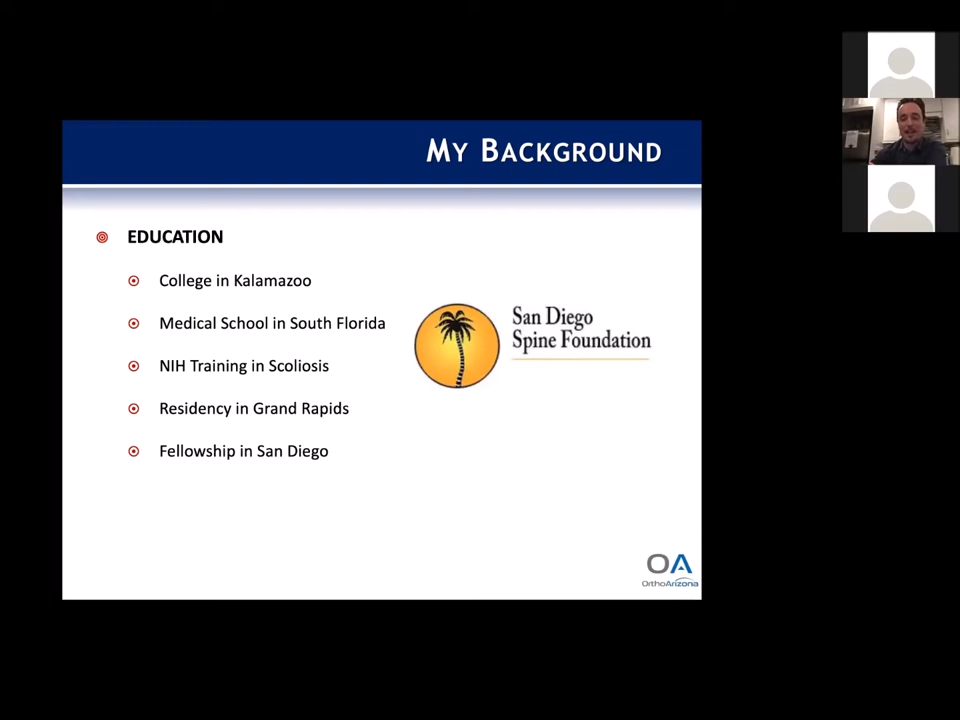 MY BACKGROUND
EDUCATION
College in Kalamazoo
Medical School in South Florida
NIH Training in Scoliosis
Residency in Grand Rapids
Fellowship in San Diego
San Diego
Spine Foundation
OA
OrthoArizona